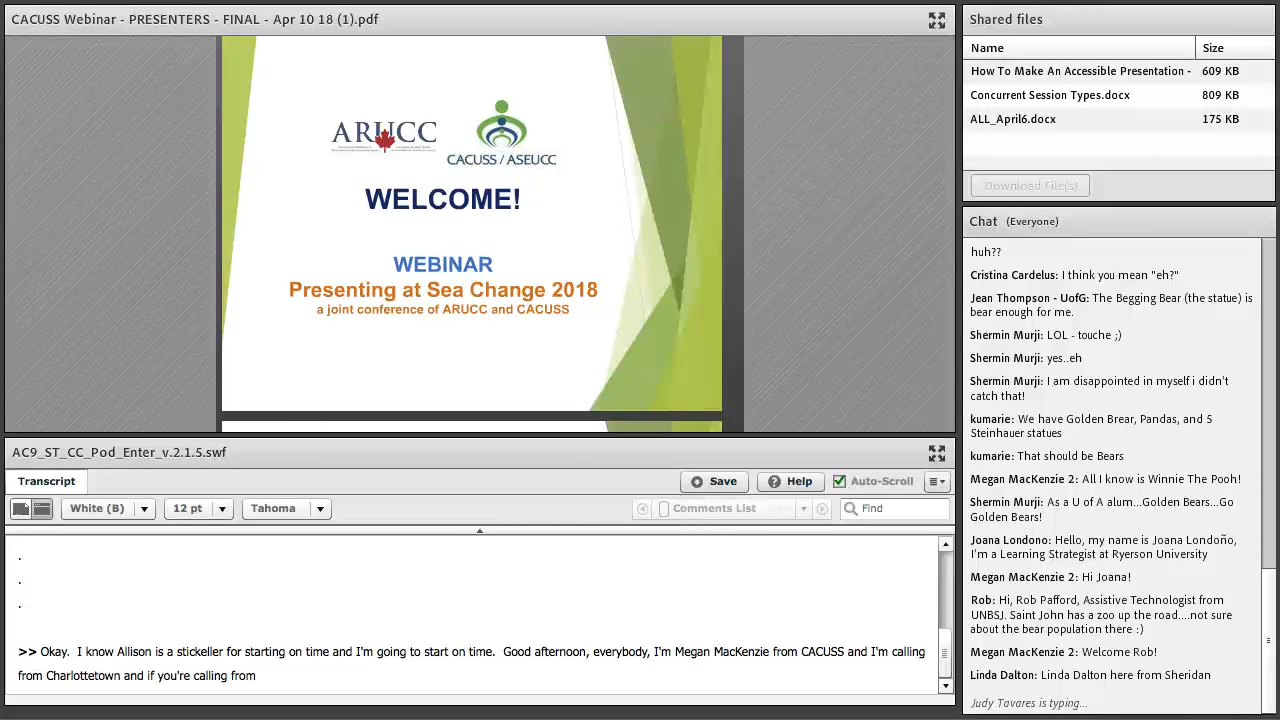 CACUSS Webinar - PRESENTERS - FINAL - Apr 10 18 (1).pdf
ARUCC
CACUSS / ASEUCC
WELCOME!
WEBINAR
Presenting at Sea Change 2018
a joint conference of ARUCC and CACUSS
AC9_ST_CC_Pod_Enter_v.2.1.5.swf
Transcript
Save
Help
Auto-Scroll
White (B)
12 pt
Tahoma
Comments List
Find
.
.
.
>> Okay. I know Allison is a stickeller for starting on time and I'm going to start on time. Good afternoon, everybody, I'm Megan MacKenzie from CACUSS and I'm calling
from Charlottetown and if you're calling from
Shared files
Name Size
How To Make An Accessible Presentation - 609 KB
Concurrent Session Types.docx 809 KB
ALL_April6.docx 175 KB
Download File(s)
Chat (Everyone)
huh??
Cristina Cardelus: I think you mean "eh?"
Jean Thompson - UofG: The Begging Bear (the statue) is
bear enough for me.
Shermin Murji: LOL - touche ;)
Shermin Murji: yes..eh
Shermin Murji: I am disappointed in myself i didn't
catch that!
kumarie: We have Golden Brear, Pandas, and 5
Steinhauer statues
kumarie: That should be Bears
Megan MacKenzie 2: All I know is Winnie The Pooh!
Shermin Murji: As a U of A alum...Golden Bears...Go
Golden Bears!
Joana Londono: Hello, my name is Joana Londoño,
I'm a Learning Strategist at Ryerson University
Megan MacKenzie 2: Hi Joana!
Rob: Hi, Rob Pafford, Assistive Technologist from
UNBSJ. Saint John has a zoo up the road....not sure
about the bear population there :)
Megan MacKenzie 2: Welcome Rob!
Linda Dalton: Linda Dalton here from Sheridan
Judy Tavares is typing...